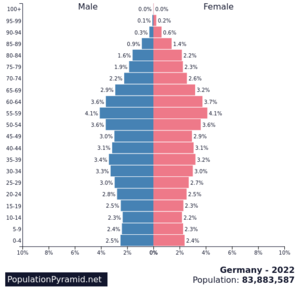 Male Female
100+ 0.0% 0.0%
95-99 0.1% 0.2%
90-94 0.3% 0.6%
85-89 0.9% 1.4%
80-84 1.6% 2.2%
75-79 1.9% 2.3%
70-74 2.2% 2.6%
65-69 2.9% 3.2%
60-64 3.6% 3.7%
55-59 4.1% 4.1%
50-54 3.6% 3.6%
45-49 3.0% 2.9%
40-44 3.1% 3.1%
35-39 3.4% 3.2%
30-34 3.3% 3.0%
25-29 3.0% 2.7%
20-24 2.8% 2.5%
15-19 2.5% 2.3%
10-14 2.3% 2.2%
5-9 2.4% 2.3%
0-4 2.5% 2.4%
10% 8% 6% 4% 2% 0% 2% 4% 6% 8% 10%
Germany - 2022
PopulationPyramid.net Population: 83,883,587